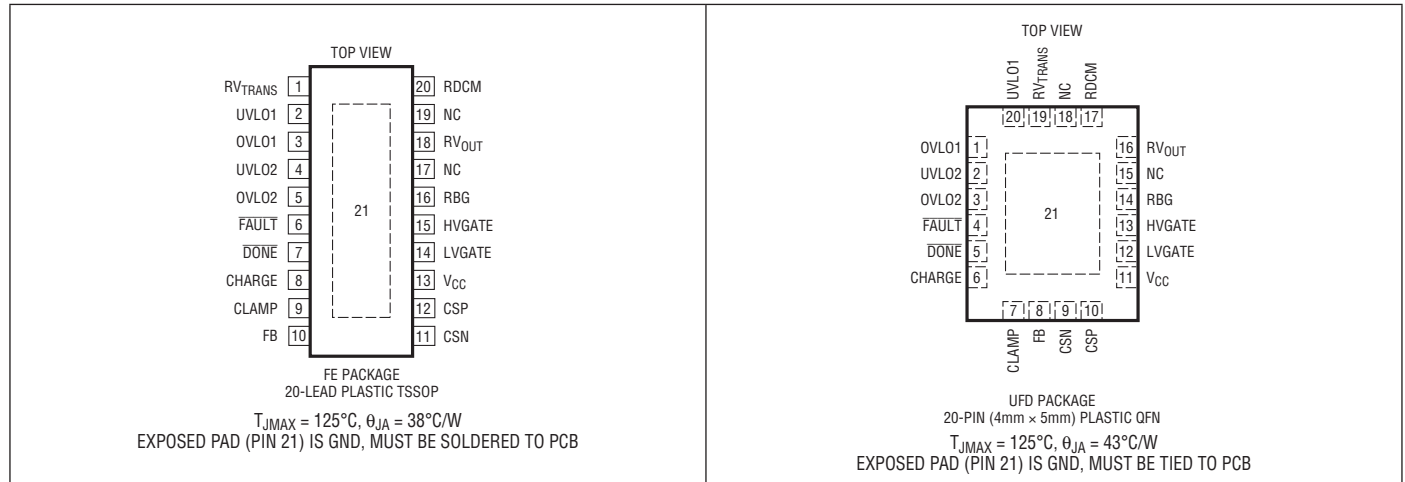 TOP VIEW
RVTRANS 1
UVLO1 2
OVLO1 3
UVLO2 4
OVLO2 5
FAULT 6
DONE 7
CHARGE 8
CLAMP 9
FB 10
20 RDCM
19 NC
18 RVOUT
17 NC
16 RBG
15 HVGATE
14 LVGATE
13 VCC
12 CSP
11 CSN
21
FE PACKAGE
20-LEAD PLASTIC TSSOP
TJMAX = 125°C, θJA = 38°C/W
EXPOSED PAD (PIN 21) IS GND, MUST BE SOLDERED TO PCB
TOP VIEW
UVLO1
RVTRANS
NC
RDCM
20 19 18 17
OVLO1 1
UVLO2 2
OVLO2 3
FAULT 4
DONE 5
CHARGE 6
16 RVOUT
15 NC
14 RBG
13 HVGATE
12 LVGATE
11 VCC
21
7 8 9 10
CLAMP
FB
CSN
CSP
UFD PACKAGE
20-PIN (4mm × 5mm) PLASTIC QFN
TJMAX = 125°C, θJA = 43°C/W
EXPOSED PAD (PIN 21) IS GND, MUST BE TIED TO PCB